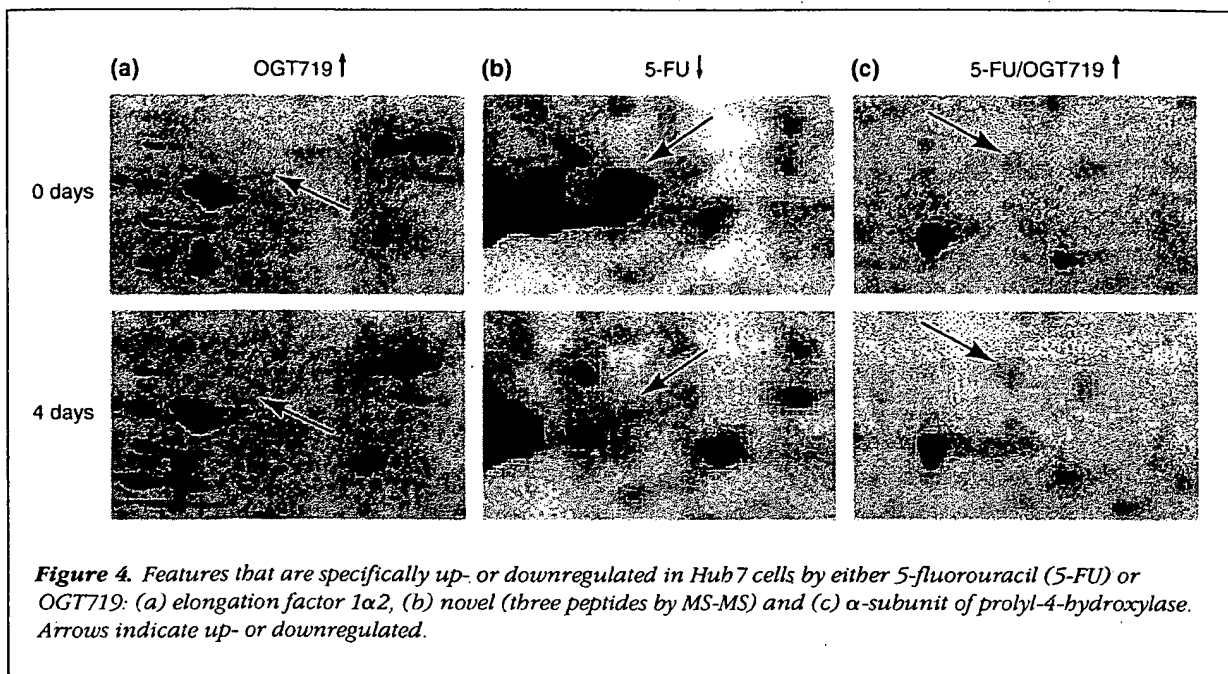 (a) OGT719 ↑ (b) 5-FU ↓ (c) 5-FU/OGT719 ↑
0 days
4 days
Figure 4. Features that are specifically up- or downregulated in Huh7 cells by either 5-fluorouracil (5-FU) or
OGT719: (a) elongation factor 1α2, (b) novel (three peptides by MS-MS) and (c) α-subunit of prolyl-4-hydroxylase.
Arrows indicate up- or downregulated.